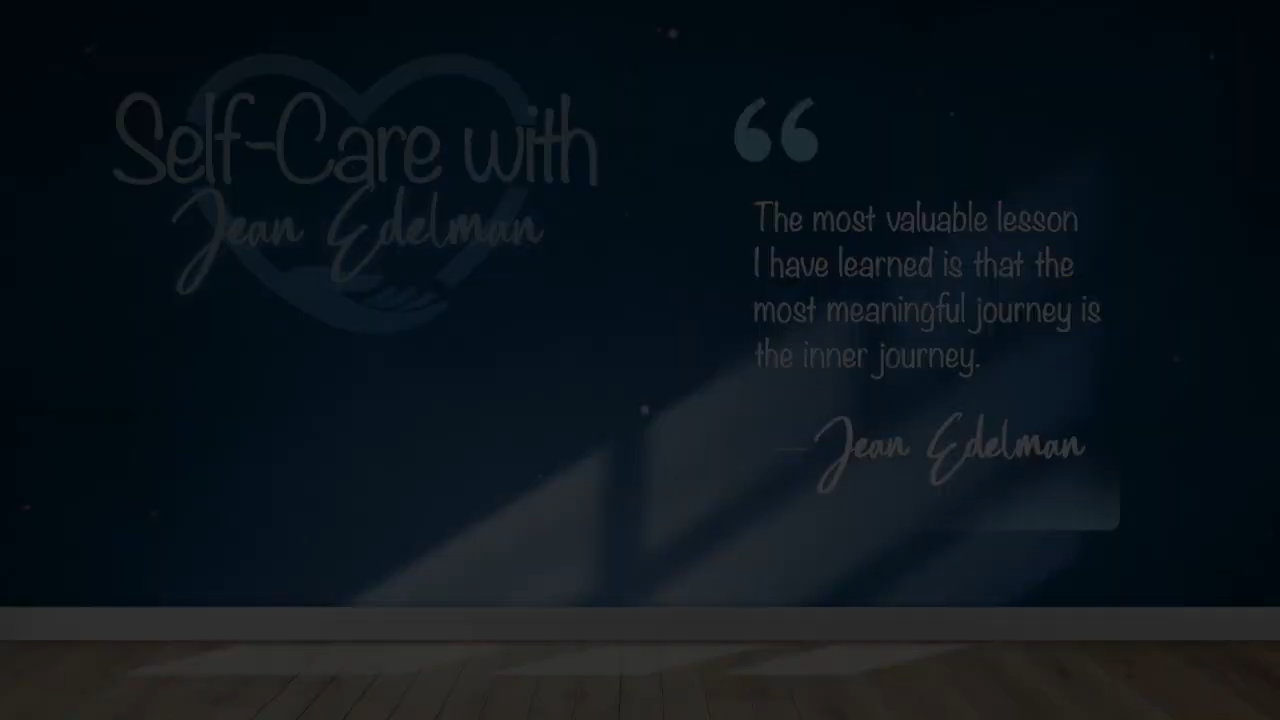 Self-Care with
Jean Edelman
“
The most valuable lesson
I have learned is that the
most meaningful journey is
the inner journey.
— Jean Edelman